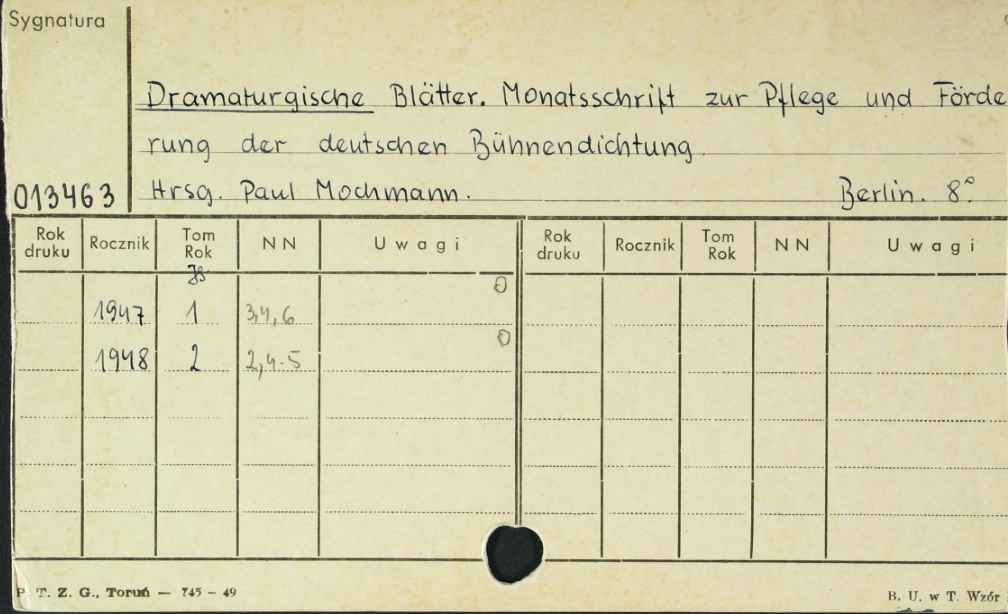 Sygnatura
Dramaturgische Blätter. Monatsschrift zur Pflege und Förde
rung der deutschen Bühnendichtung.
013463 Hrsg. Paul Mochmann. Berlin. 8°.
Rok druku Rocznik Tom Rok NN Uwagi Rok druku Rocznik Tom Rok NN Uwagi
Jg
0
1947 1 3,4,6
0
1948 2 2,4-5
P. T. Z. G., Toruń — 745 – 49 B. U. w T. Wzór